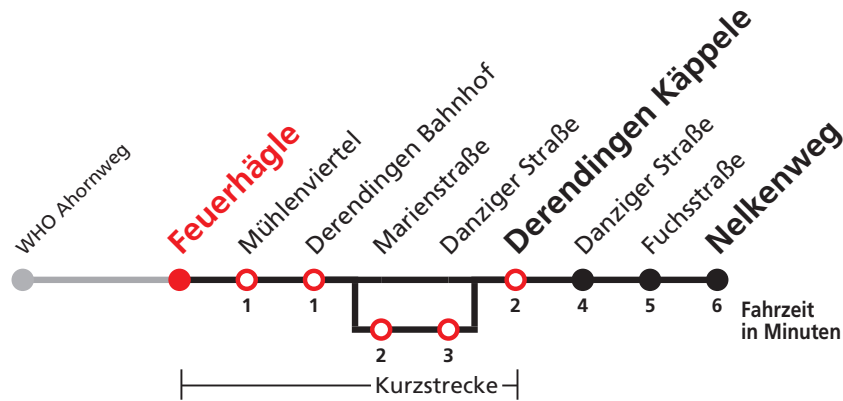 WHO Ahornweg
Feuerhägle
Mühlenviertel
Derendingen Bahnhof
Marienstraße
Danziger Straße
Derendingen Käppele
Danziger Straße
Fuchsstraße
Nelkenweg
1
1
2
4
5
6
Fahrzeit
in Minuten
2
3
Kurzstrecke